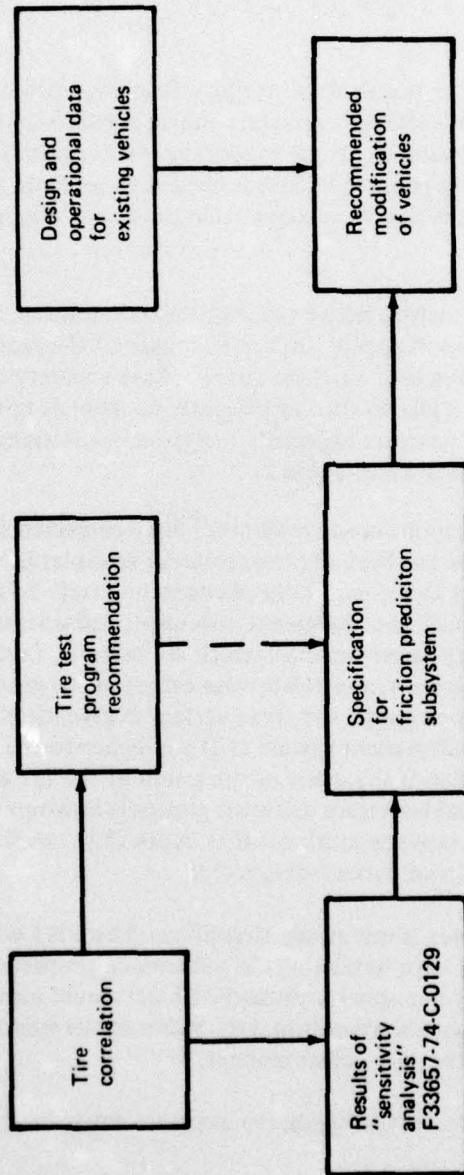 Tire
correlation
Tire test
program
recommendation
Design and
operational data
for
existing vehicles
Results of
"sensitivity
analysis"
F33657-74-C-0129
Specification
for
friction prediciton
subsystem
Recommended
modification
of vehicles